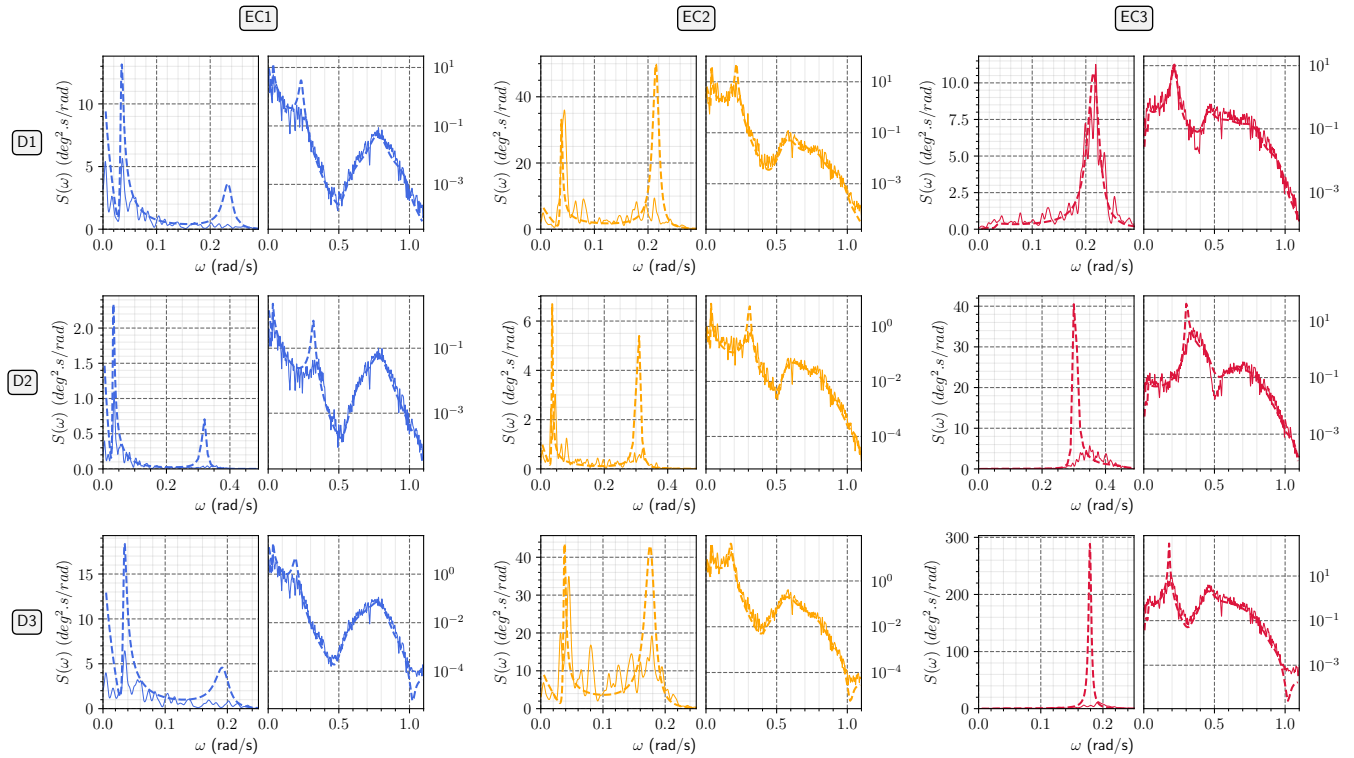 EC1 EC2 EC3
D1
S(ω) (deg².s/rad)
0 5 10
0.0 0.1 0.2
ω (rad/s)
10¹ 10⁻¹ 10⁻³
0.5 1.0
S(ω) (deg².s/rad)
0 20 40
0.0 0.1 0.2
ω (rad/s)
10¹ 10⁻¹ 10⁻³
0.0 0.5 1.0
S(ω) (deg².s/rad)
0.0 2.5 5.0 7.5 10.0
0.0 0.2
ω (rad/s)
10¹ 10⁻¹ 10⁻³
0.0 0.5 1.0
D2
S(ω) (deg².s/rad)
0.0 0.5 1.0 1.5 2.0
0.0 0.2 0.4
ω (rad/s)
10⁻¹ 10⁻³
0.5 1.0
S(ω) (deg².s/rad)
0 2 4 6
0.0 0.2 0.4
ω (rad/s)
10⁰ 10⁻² 10⁻⁴
0.0 0.5 1.0
S(ω) (deg².s/rad)
0 10 20 30 40
0.0 0.2 0.4
ω (rad/s)
10¹ 10⁻¹ 10⁻³
0.0 0.5 1.0
D3
S(ω) (deg².s/rad)
0 5 10 15
0.0 0.1 0.2
ω (rad/s)
10⁰ 10⁻² 10⁻⁴
0.5 1.0
S(ω) (deg².s/rad)
0 10 20 30 40
0.0 0.1 0.2
ω (rad/s)
10⁰ 10⁻² 10⁻⁴
0.0 0.5 1.0
S(ω) (deg².s/rad)
0 100 200 300
0.1 0.2
ω (rad/s)
10¹ 10⁻¹ 10⁻³
0.0 0.5 1.0